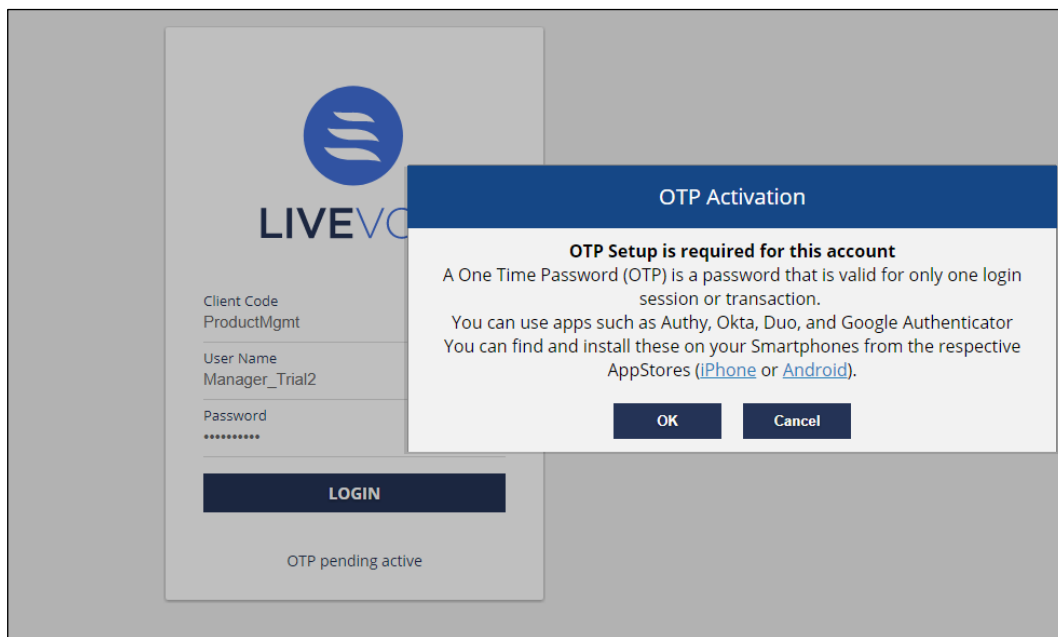 LIVEVO
Client Code
ProductMgmt
User Name
Manager_Trial2
Password
••••••••••
LOGIN
OTP pending active
OTP Activation
OTP Setup is required for this account
A One Time Password (OTP) is a password that is valid for only one login
session or transaction.
You can use apps such as Authy, Okta, Duo, and Google Authenticator
You can find and install these on your Smartphones from the respective
AppStores (iPhone or Android).
OK
Cancel